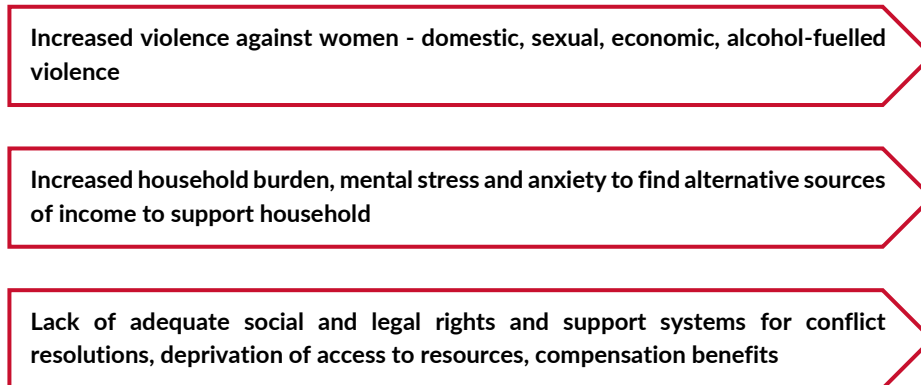 Increased violence against women - domestic, sexual, economic, alcohol-fuelled
violence
Increased household burden, mental stress and anxiety to find alternative sources
of income to support household
Lack of adequate social and legal rights and support systems for conflict
resolutions, deprivation of access to resources, compensation benefits